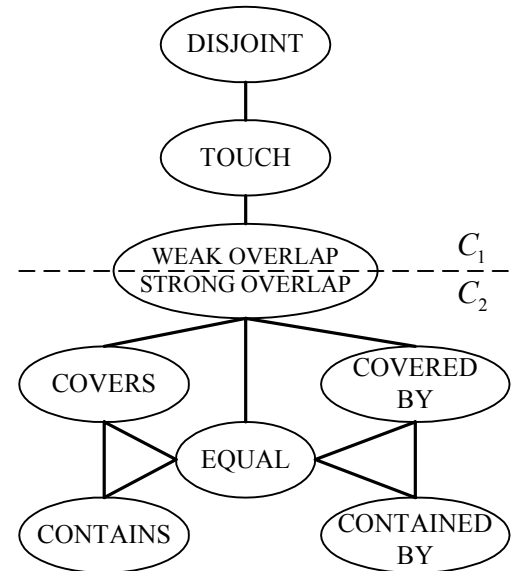 DISJOINT
TOUCH
WEAK OVERLAP
C₁
STRONG OVERLAP
C₂
COVERS
COVERED
BY
EQUAL
CONTAINS
CONTAINED
BY